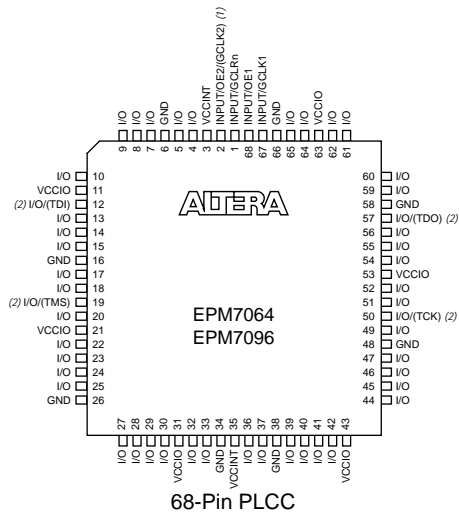 I/O
I/O
I/O
GND
I/O
I/O
VCCINT
INPUT/OE2/(GCLK2) (1)
INPUT/GCLRn
INPUT/OE1
INPUT/GCLK1
GND
I/O
I/O
VCCIO
I/O
I/O
9 8 7 6 5 4 3 2 1 68 67 66 65 64 63 62 61
I/O 10
VCCIO 11
(2) I/O/(TDI) 12
I/O 13
I/O 14
I/O 15
GND 16
I/O 17
I/O 18
(2) I/O/(TMS) 19
I/O 20
VCCIO 21
I/O 22
I/O 23
I/O 24
I/O 25
GND 26
ALTERA
EPM7064
EPM7096
60 I/O
59 I/O
58 GND
57 I/O/(TDO) (2)
56 I/O
55 I/O
54 I/O
53 VCCIO
52 I/O
51 I/O
50 I/O/(TCK) (2)
49 I/O
48 GND
47 I/O
46 I/O
45 I/O
44 I/O
27 28 29 30 31 32 33 34 35 36 37 38 39 40 41 42 43
I/O
I/O
I/O
I/O
VCCIO
I/O
I/O
GND
VCCINT
I/O
I/O
GND
I/O
I/O
I/O
I/O
VCCIO
68-Pin PLCC